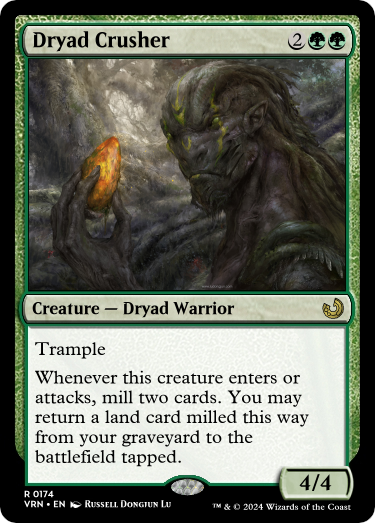 Dryad Crusher 2
Creature — Dryad Warrior
Trample
Whenever this creature enters or
attacks, mill two cards. You may
return a land card milled this way
from your graveyard to the
battlefield tapped.
4/4
R 0174
VRN • EN Russell Dongjun Lu
™ & © 2024 Wizards of the Coast